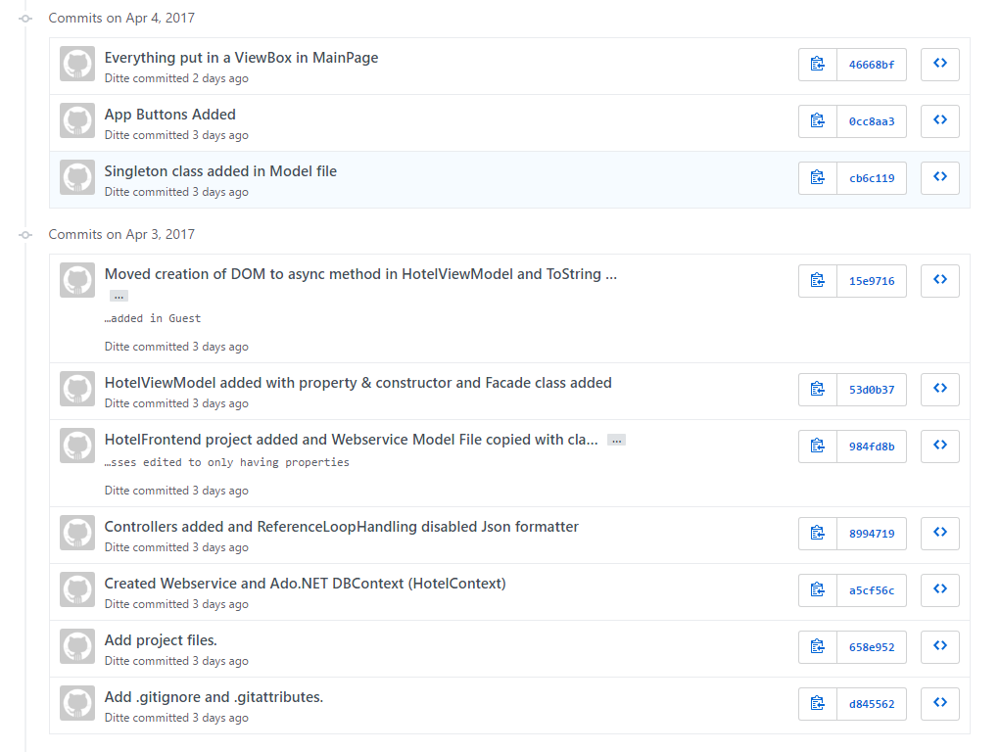 Commits on Apr 4, 2017
Everything put in a ViewBox in MainPage
Ditte committed 2 days ago
46668bf
App Buttons Added
Ditte committed 3 days ago
0cc8aa3
Singleton class added in Model file
Ditte committed 3 days ago
cb6c119
Commits on Apr 3, 2017
Moved creation of DOM to async method in HotelViewModel and ToString ...
...
…added in Guest
Ditte committed 3 days ago
15e9716
HotelViewModel added with property & constructor and Facade class added
Ditte committed 3 days ago
53d0b37
HotelFrontend project added and Webservice Model File copied with cla... ...
…sses edited to only having properties
Ditte committed 3 days ago
984fd8b
Controllers added and ReferenceLoopHandling disabled Json formatter
Ditte committed 3 days ago
8994719
Created Webservice and Ado.NET DBContext (HotelContext)
Ditte committed 3 days ago
a5cf56c
Add project files.
Ditte committed 3 days ago
658e952
Add .gitignore and .gitattributes.
Ditte committed 3 days ago
d845562